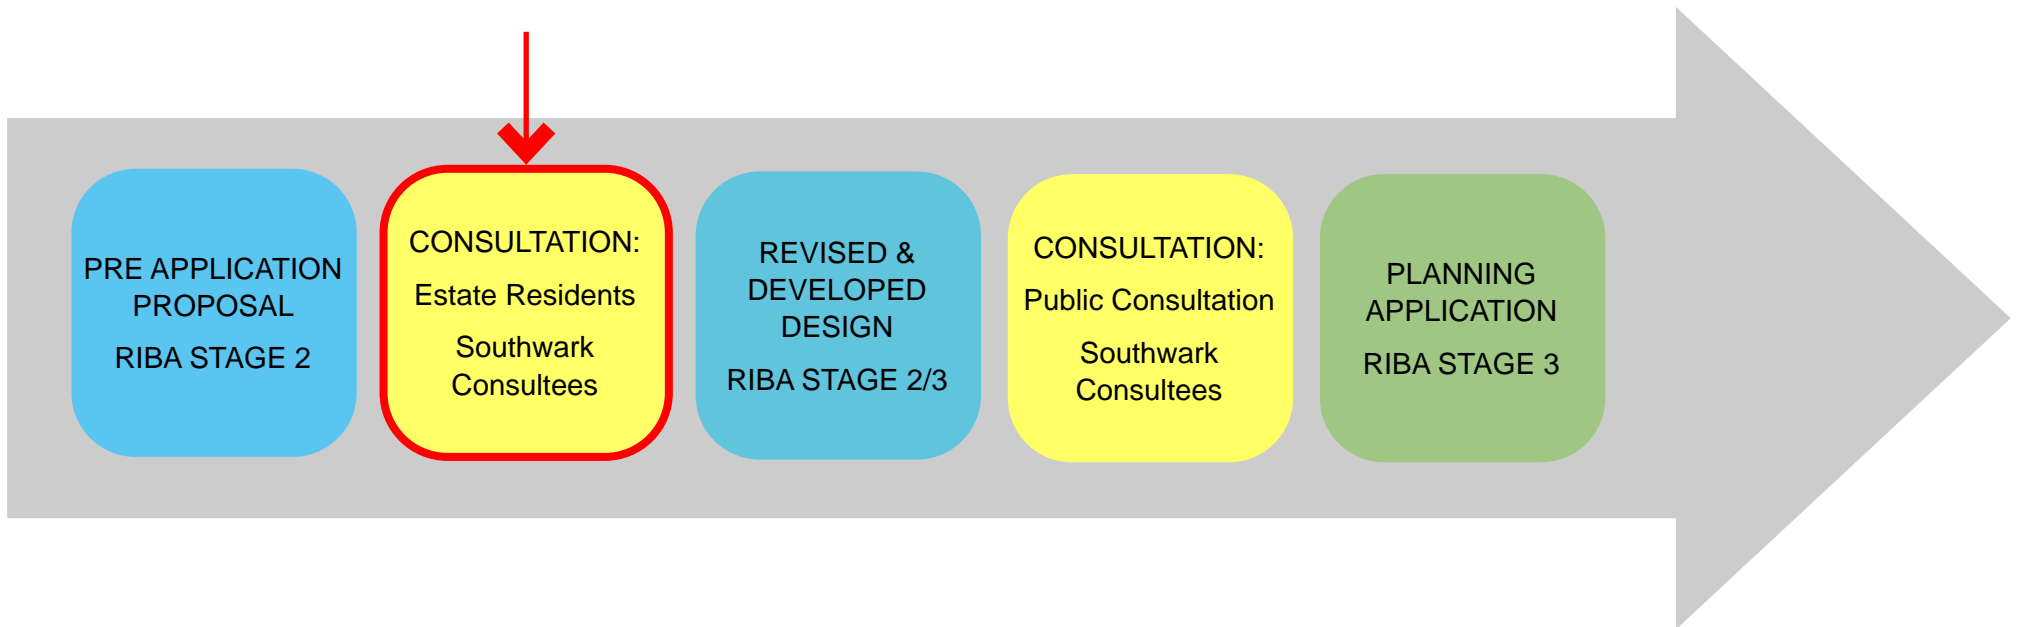 PRE APPLICATION
PROPOSAL
RIBA STAGE 2
CONSULTATION:
Estate Residents
Southwark
Consultees
REVISED &
DEVELOPED
DESIGN
RIBA STAGE 2/3
CONSULTATION:
Public Consultation
Southwark
Consultees
PLANNING
APPLICATION
RIBA STAGE 3